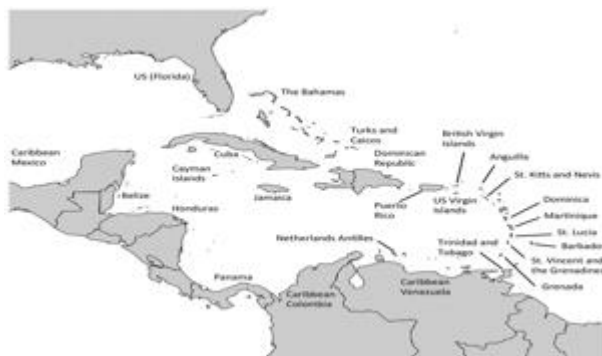 US (Florida)
The Bahamas
Turks and
Caicos
British Virgin
Islands
Anguilla
St. Kitts and Nevis
Caribbean
Mexico
Cuba
Dominican
Republic
Cayman
Islands
Belize
Jamaica
Puerto
Rico
US Virgin
Islands
Dominica
Martinique
Honduras
St. Lucia
Barbado
Netherlands Antilles
Trinidad and
Tobago
St. Vincent and
the Grenadines
Grenada
Panama
Caribbean
Colombia
Caribbean
Venezuela